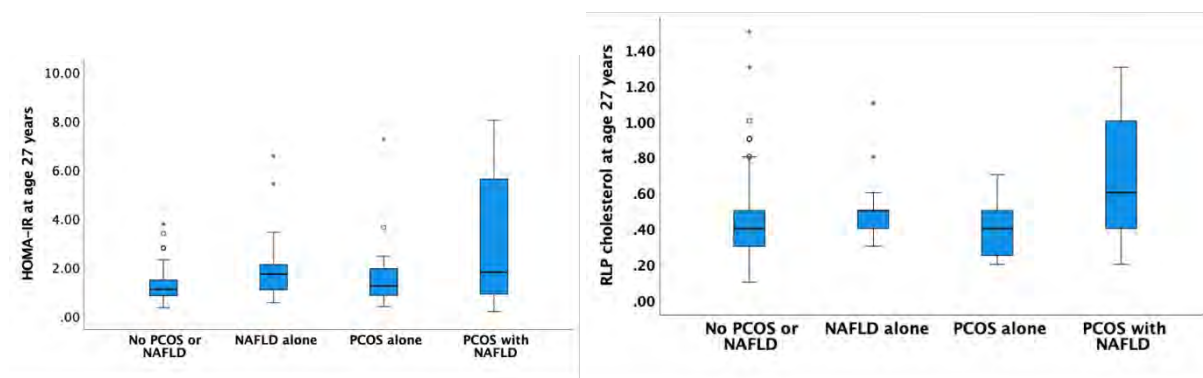 HOMA-IR at age 27 years
10.00
8.00
6.00
4.00
2.00
.00
No PCOS or
NAFLD
NAFLD alone
PCOS alone
PCOS with
NAFLD
RLP cholesterol at age 27 years
1.40
1.20
1.00
.80
.60
.40
.20
.00
No PCOS or
NAFLD
NAFLD alone
PCOS alone
PCOS with
NAFLD